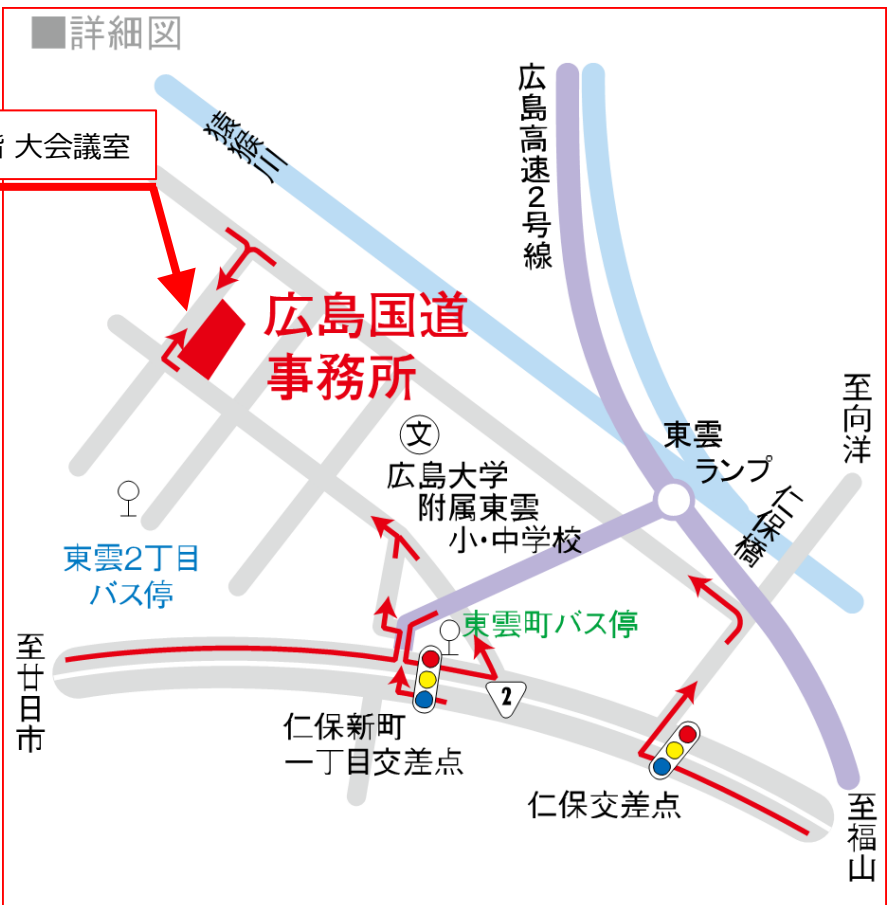 ■詳細図
大会議室
猿猴川
広島高速2号線
広島国道
事務所
至向洋
文
広島大学
附属東雲
小・中学校
東雲
ランプ
仁保橋
東雲2丁目
バス停
東雲町バス停
至廿日市
2
仁保新町
一丁目交差点
仁保交差点
至福山